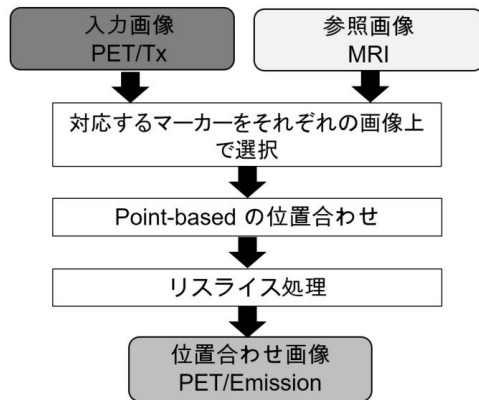 入力画像
PET/Tx
参照画像
MRI
対応するマーカーをそれぞれの画像上
で選択
Point-based の位置合わせ
リスライス処理
位置合わせ画像
PET/Emission